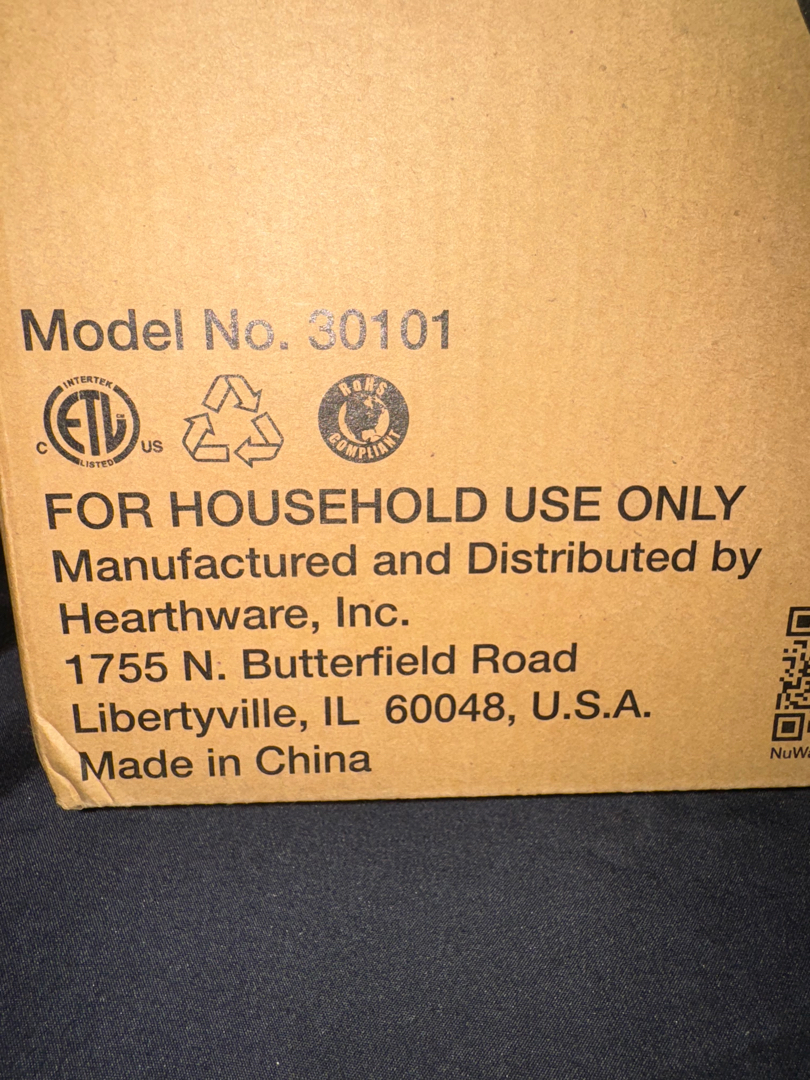 Model No. 30101
INTERTEK
C ETL US
LISTED
RoHS
COMPLIANT
FOR HOUSEHOLD USE ONLY
Manufactured and Distributed by
Hearthware, Inc.
1755 N. Butterfield Road
Libertyville, IL 60048, U.S.A.
Made in China